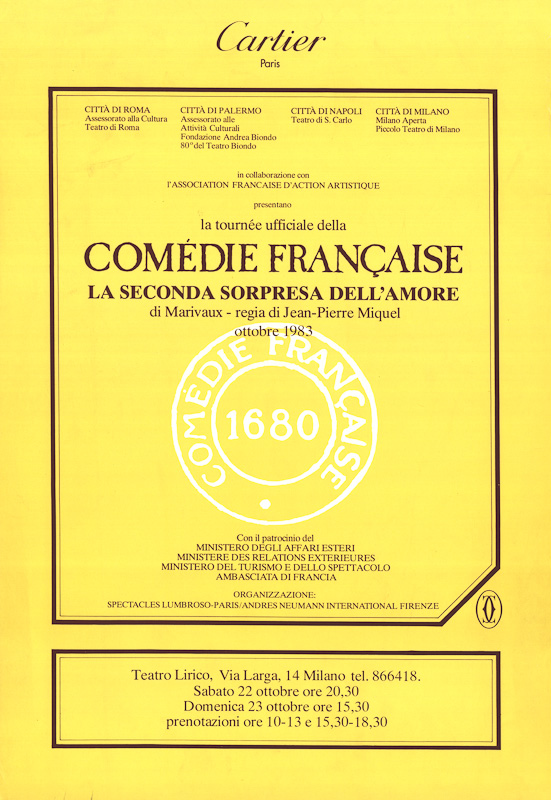 Cartier
Paris
CITTÀ DI ROMA
Assessorato alla Cultura
Teatro di Roma
CITTÀ DI PALERMO
Assessorato alle
Attività Culturali
Fondazione Andrea Biondo
80° del Teatro Biondo
CITTÀ DI NAPOLI
Teatro di S. Carlo
CITTÀ DI MILANO
Milano Aperta
Piccolo Teatro di Milano
in collaborazione con
l'ASSOCIATION FRANCAISE D'ACTION ARTISTIQUE
presentano
la tournée ufficiale della
COMÉDIE FRANÇAISE
LA SECONDA SORPRESA DELL'AMORE
di Marivaux - regia di Jean-Pierre Miquel
ottobre 1983
COMÉDIE FRANÇAISE
1680
Con il patrocinio del
MINISTERO DEGLI AFFARI ESTERI
MINISTERE DES RELATIONS EXTERIEURES
MINISTERO DEL TURISMO E DELLO SPETTACOLO
AMBASCIATA DI FRANCIA
ORGANIZZAZIONE:
SPECTACLES LUMBROSO-PARIS/ANDRES NEUMANN INTERNATIONAL FIRENZE
Teatro Lirico, Via Larga, 14 Milano tel. 866418.
Sabato 22 ottobre ore 20,30
Domenica 23 ottobre ore 15,30
prenotazioni ore 10-13 e 15,30-18,30